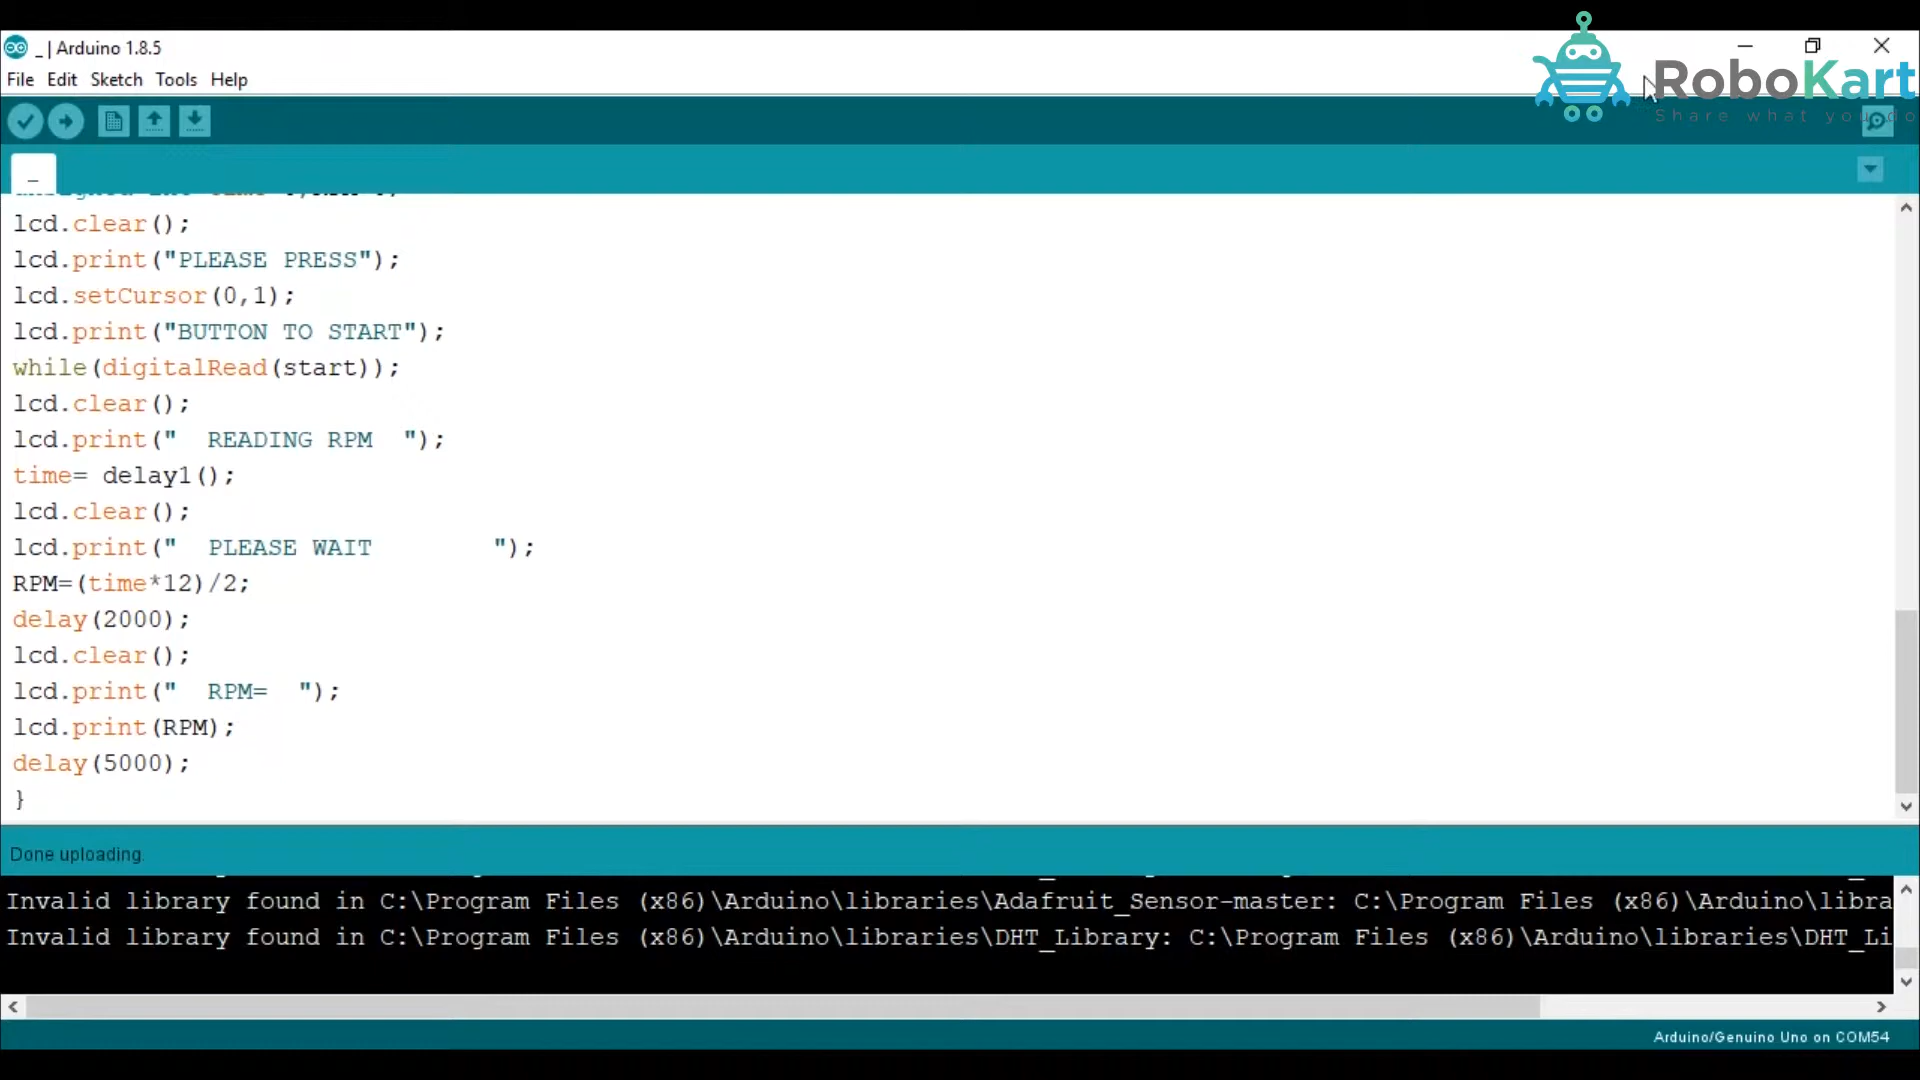 _ | Arduino 1.8.5
File Edit Sketch Tools Help
RoboKart
Share what you do
_
lcd.clear();
lcd.print("PLEASE PRESS");
lcd.setCursor(0,1);
lcd.print("BUTTON TO START");
while(digitalRead(start));
lcd.clear();
lcd.print("  READING RPM  ");
time= delay1();
lcd.clear();
lcd.print("  PLEASE WAIT        ");
RPM=(time*12)/2;
delay(2000);
lcd.clear();
lcd.print("  RPM=  ");
lcd.print(RPM);
delay(5000);
}
Done uploading.
Invalid library found in C:\Program Files (x86)\Arduino\libraries\Adafruit_Sensor-master: C:\Program Files (x86)\Arduino\libra
Invalid library found in C:\Program Files (x86)\Arduino\libraries\DHT_Library: C:\Program Files (x86)\Arduino\libraries\DHT_Li
Arduino/Genuino Uno on COM54